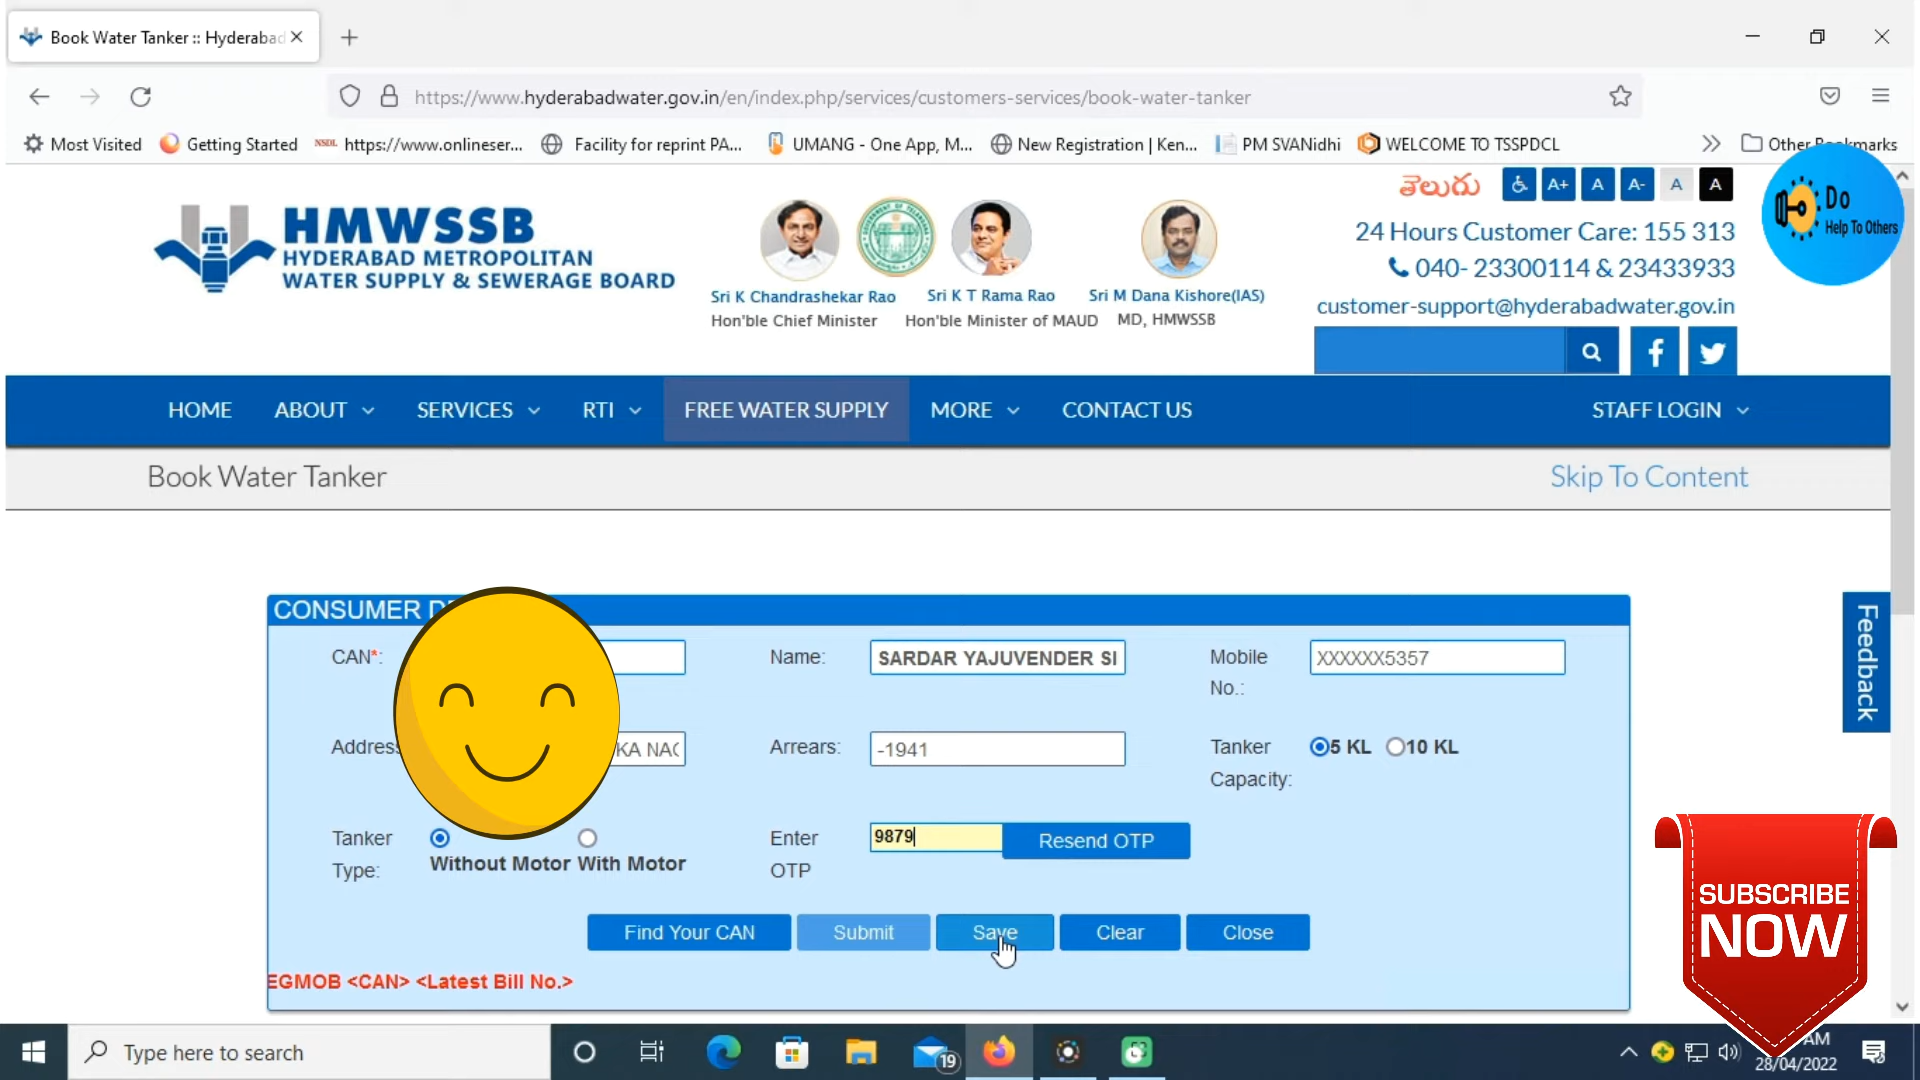 Book Water Tanker :: Hyderabad
https://www.hyderabadwater.gov.in/en/index.php/services/customers-services/book-water-tanker
Most Visited Getting Started NSDL https://www.onlineser... Facility for reprint PA... UMANG - One App, M... New Registration | Ken... PM SVANidhi WELCOME TO TSSPDCL Other Bookmarks
తెలుగు A+ A A- A A
Do
Help To Others
HMWSSB
HYDERABAD METROPOLITAN
WATER SUPPLY & SEWERAGE BOARD
Sri K Chandrashekar Rao
Hon'ble Chief Minister
Sri K T Rama Rao
Hon'ble Minister of MAUD
Sri M Dana Kishore(IAS)
MD, HMWSSB
24 Hours Customer Care: 155 313
040- 23300114 & 23433933
customer-support@hyderabadwater.gov.in
HOME ABOUT SERVICES RTI FREE WATER SUPPLY MORE CONTACT US STAFF LOGIN
Book Water Tanker Skip To Content
CONSUMER
CAN*: Name: SARDAR YAJUVENDER SI Mobile No.: XXXXXX5357
KA NAG Arrears: -1941 Tanker Capacity: 5 KL 10 KL
Tanker Type: Without Motor With Motor Enter OTP 9879 Resend OTP
Find Your CAN Submit Save Clear Close
EGMOB <CAN> <Latest Bill No.>
Feedback
SUBSCRIBE
NOW
Type here to search 19 AM
28/04/2022